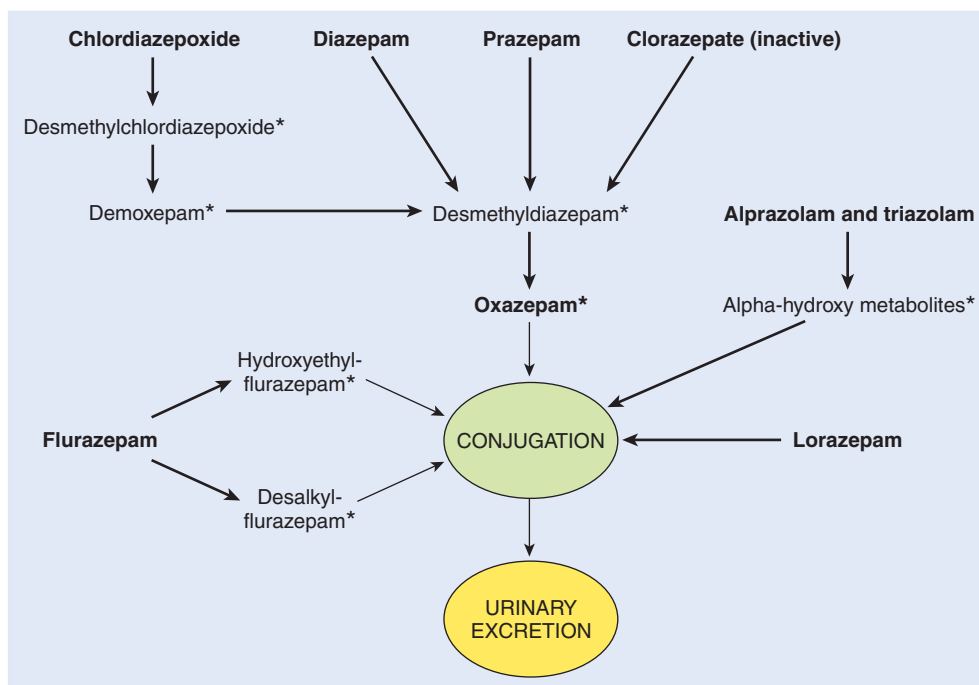 Chlordiazepoxide
Diazepam
Prazepam
Clorazepate (inactive)
Desmethylchlordiazepoxide*
Demoxepam*
Desmethyldiazepam*
Alprazolam and triazolam
Oxazepam*
Alpha-hydroxy metabolites*
Hydroxyethyl-
flurazepam*
Flurazepam
CONJUGATION
Lorazepam
Desalkyl-
flurazepam*
URINARY
EXCRETION